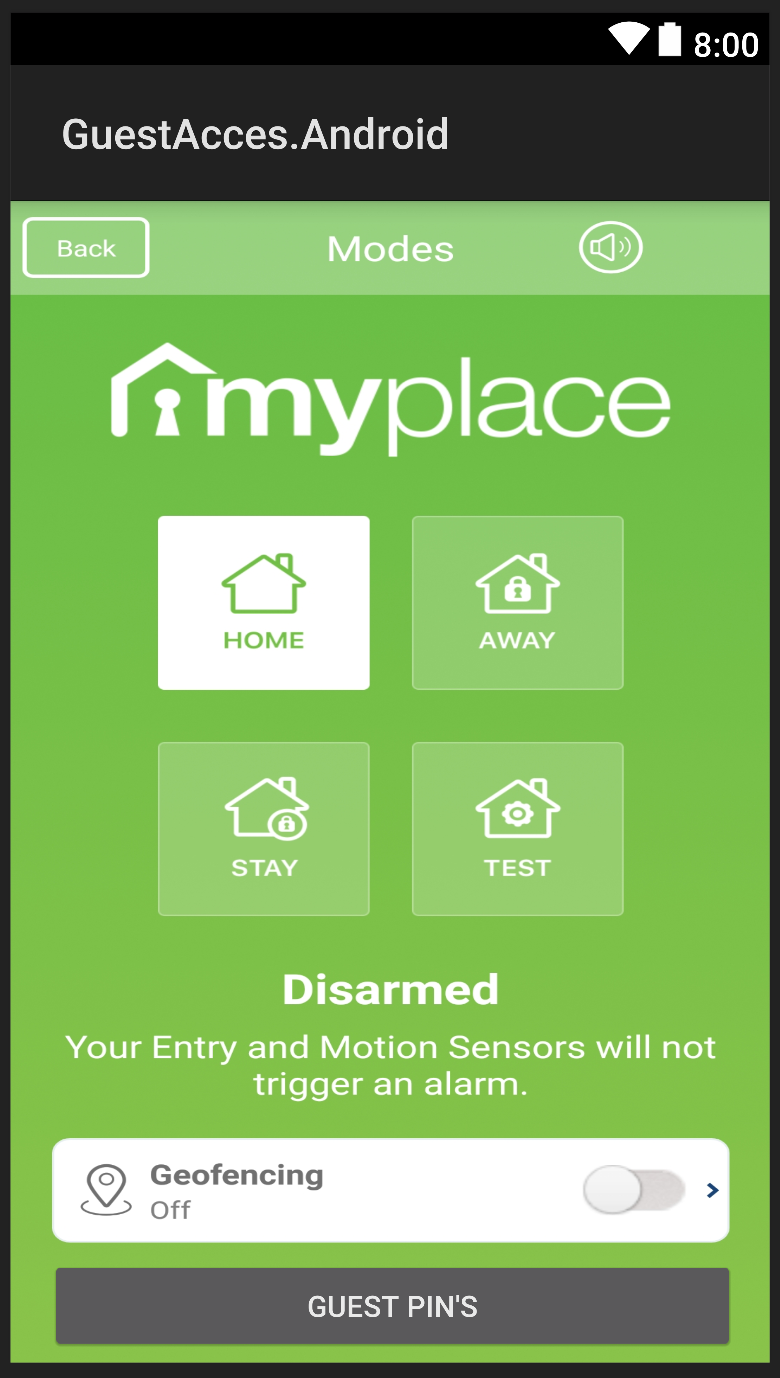 8:00
GuestAcces.Android
Back
Modes
myplace
HOME
AWAY
STAY
TEST
Disarmed
Your Entry and Motion Sensors will not
trigger an alarm.
Geofencing
Off
GUEST PIN'S